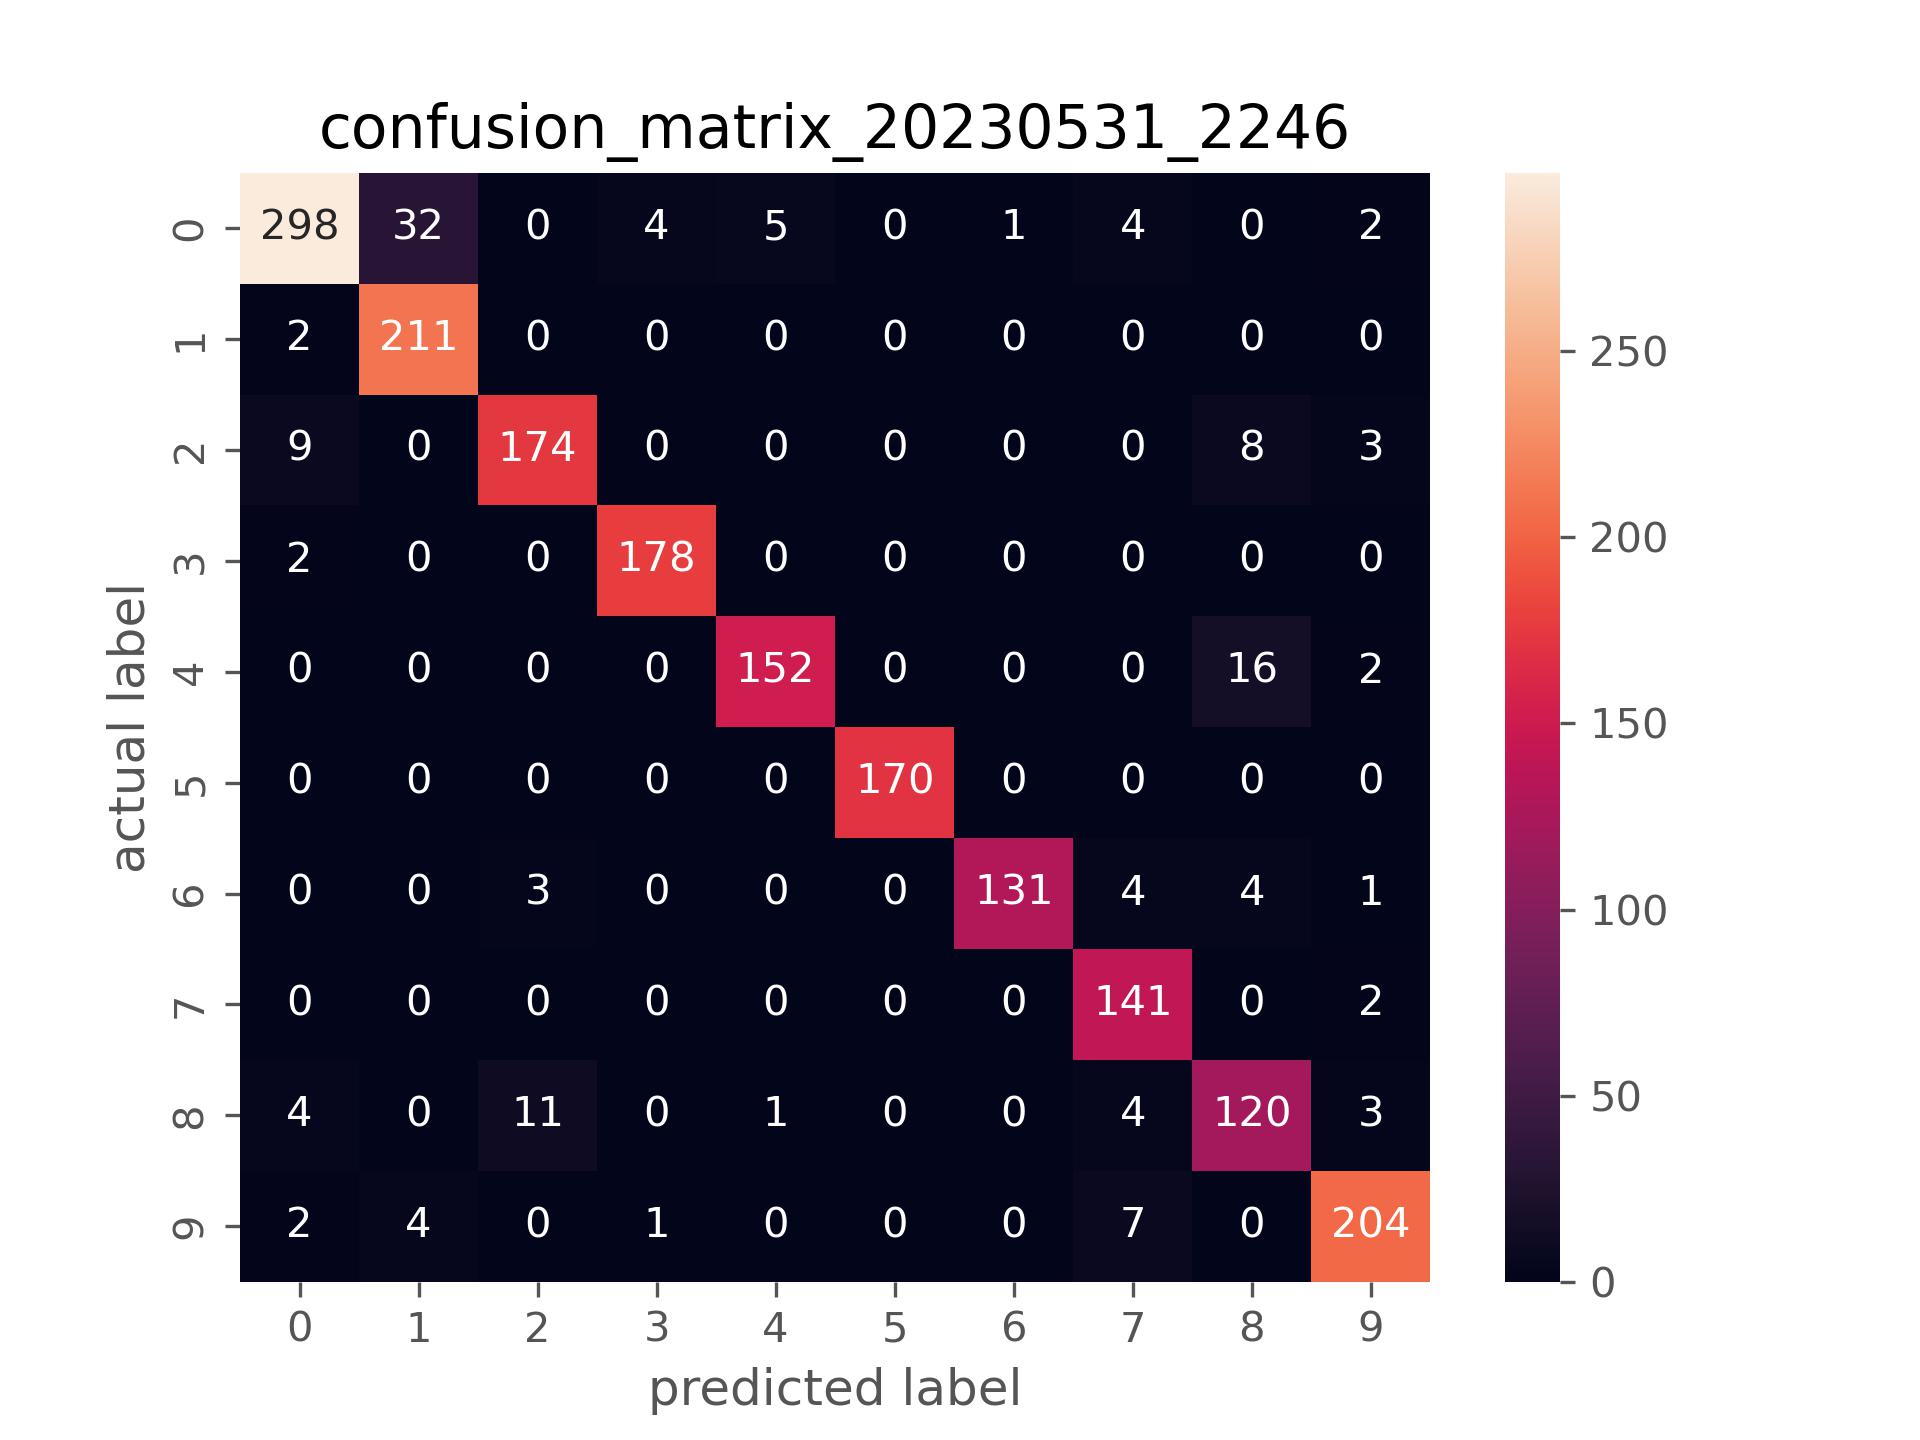 confusion_matrix_20230531_2246
0 298 32 0 4 5 0 1 4 0 2
1 2 211 0 0 0 0 0 0 0 0
2 9 0 174 0 0 0 0 0 8 3
3 2 0 0 178 0 0 0 0 0 0
4 0 0 0 0 152 0 0 0 16 2
5 0 0 0 0 0 170 0 0 0 0
6 0 0 3 0 0 0 131 4 4 1
7 0 0 0 0 0 0 0 141 0 2
8 4 0 11 0 1 0 0 4 120 3
9 2 4 0 1 0 0 0 7 0 204
0 1 2 3 4 5 6 7 8 9
predicted label
actual label
250
200
150
100
50
0